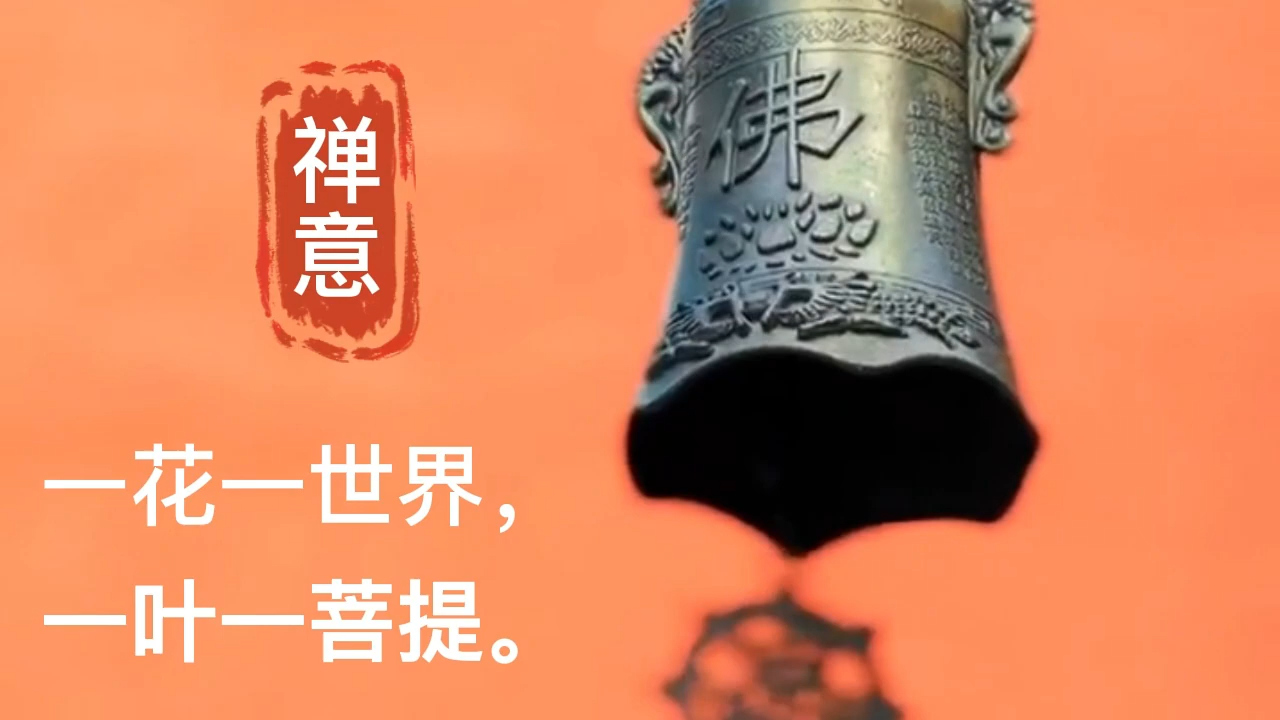 禅意
佛
一花一世界，
一叶一菩提。